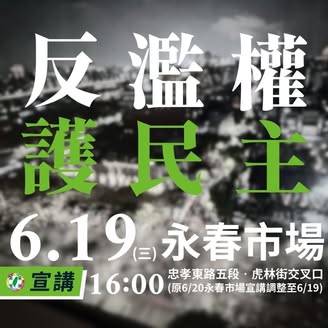 反濫權
護民主
6.19(三)永春市場
宣講 16:00 忠孝東路五段・虎林街交叉口
(原6/20永春市場宣講調整至6/19)